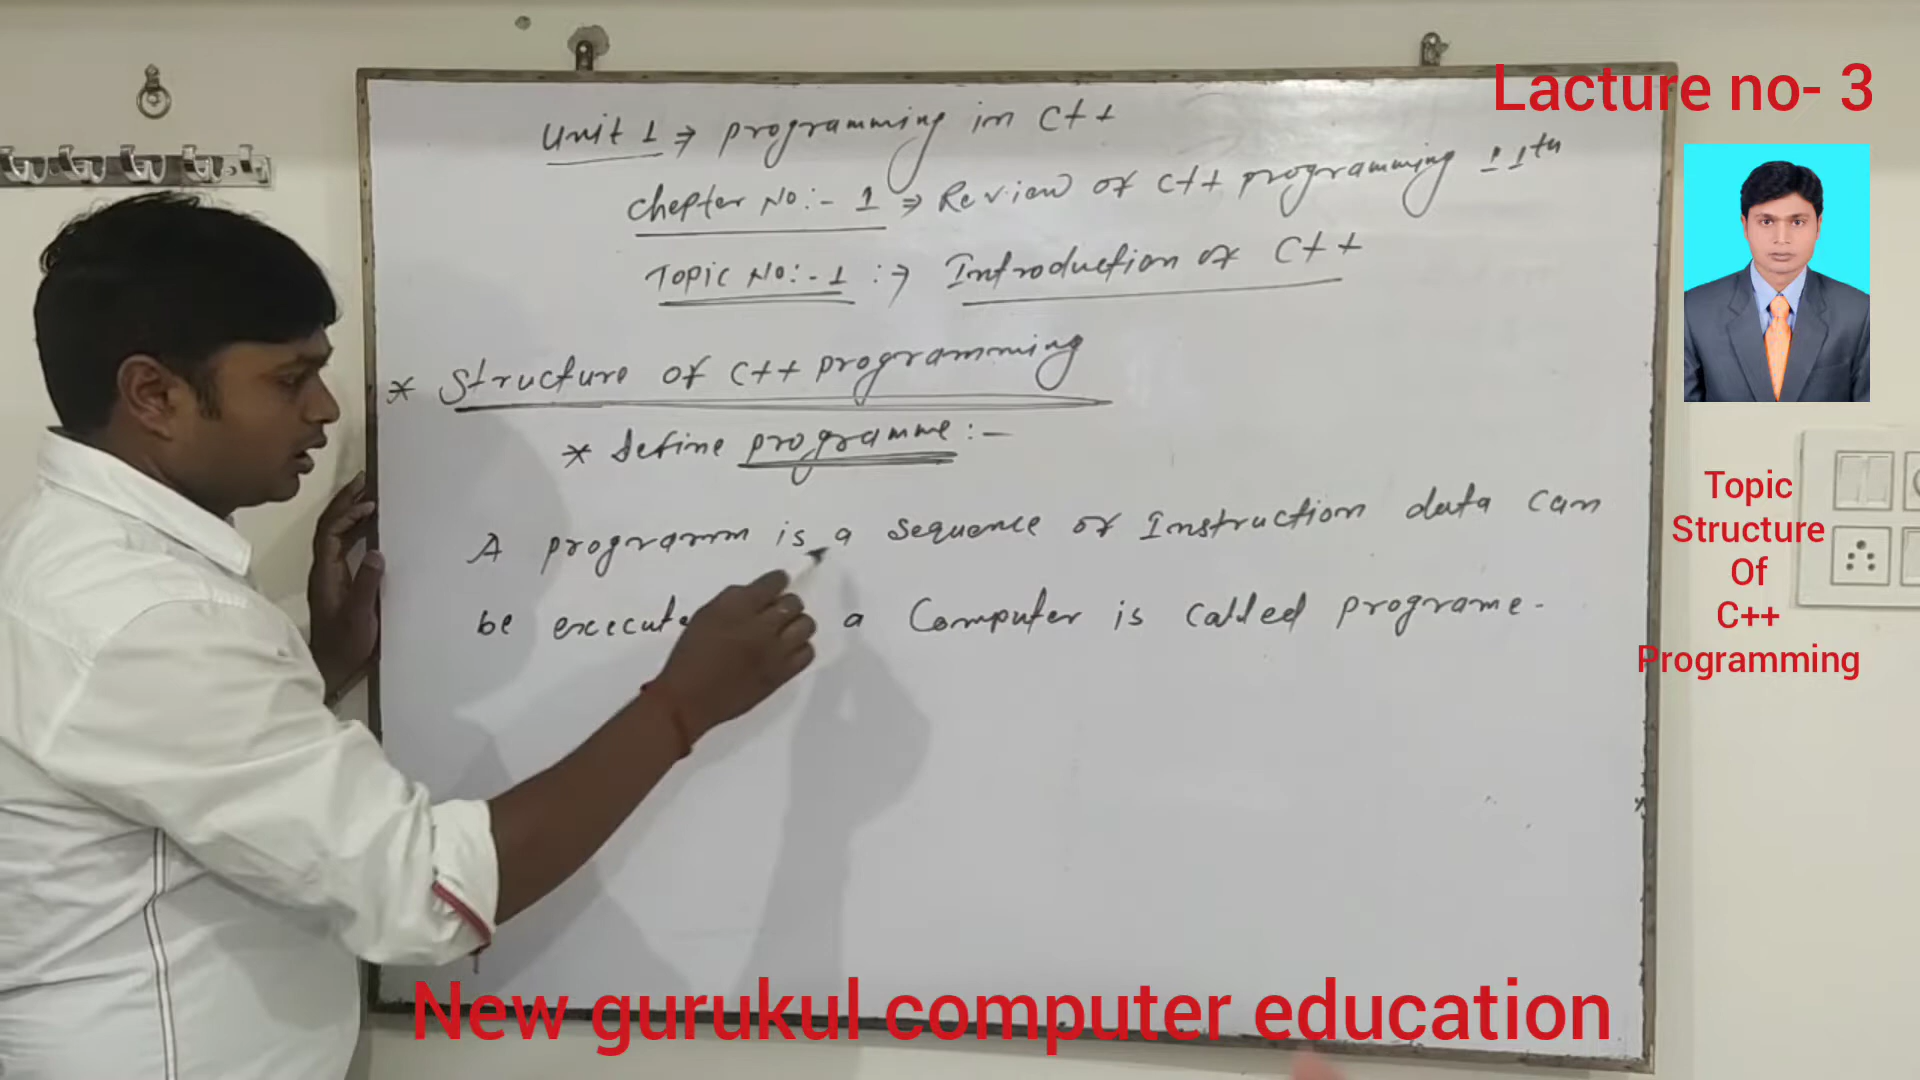 Unit 1 ⇒ programming in C++
Chepter No:- 1 ⇒ Review of C++ programming 11th
Topic No:-1 :⇒ Introduction of C++
* Structure of C++ programming
* define programme:-
A programm is a sequence of Instruction data can
be execute a Computer is called programe.
Lacture no- 3
Topic
Structure
Of
C++
Programming
New gurukul computer education